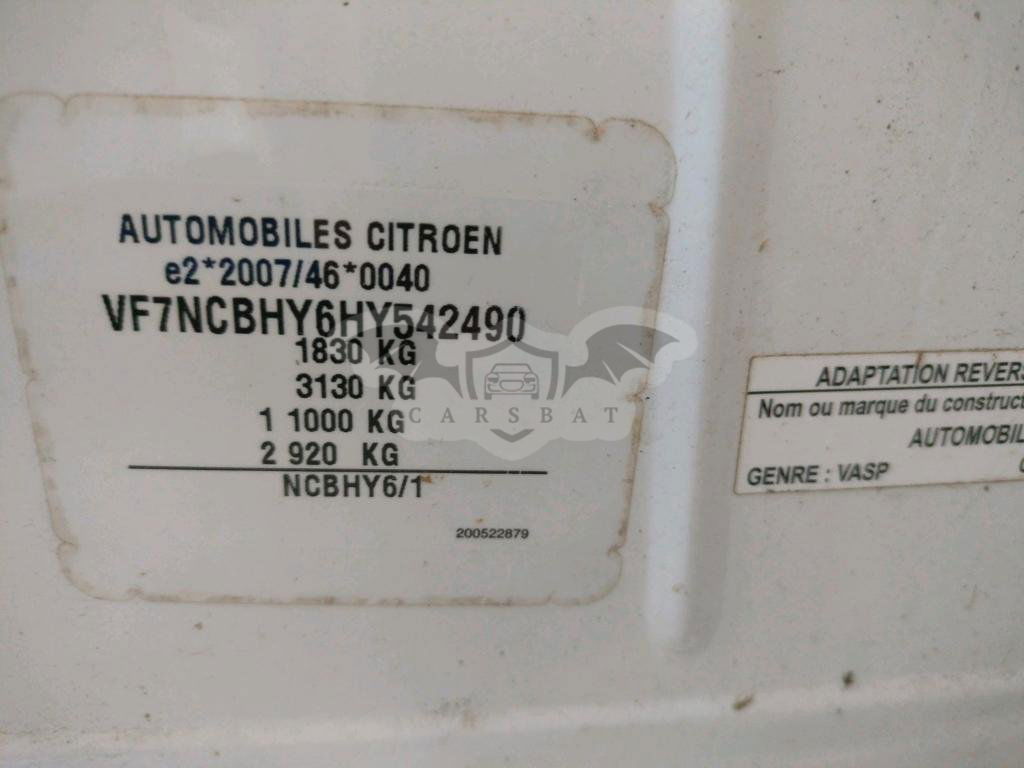 AUTOMOBILES CITROEN
e2*2007/46*0040
VF7NCBHY6HY542490
1830 KG
3130 KG
1 1000 KG
2 920 KG
NCBHY6/1
200522879
CARSBAT
ADAPTATION REVERS
Nom ou marque du construct
AUTOMOBIL
GENRE : VASP